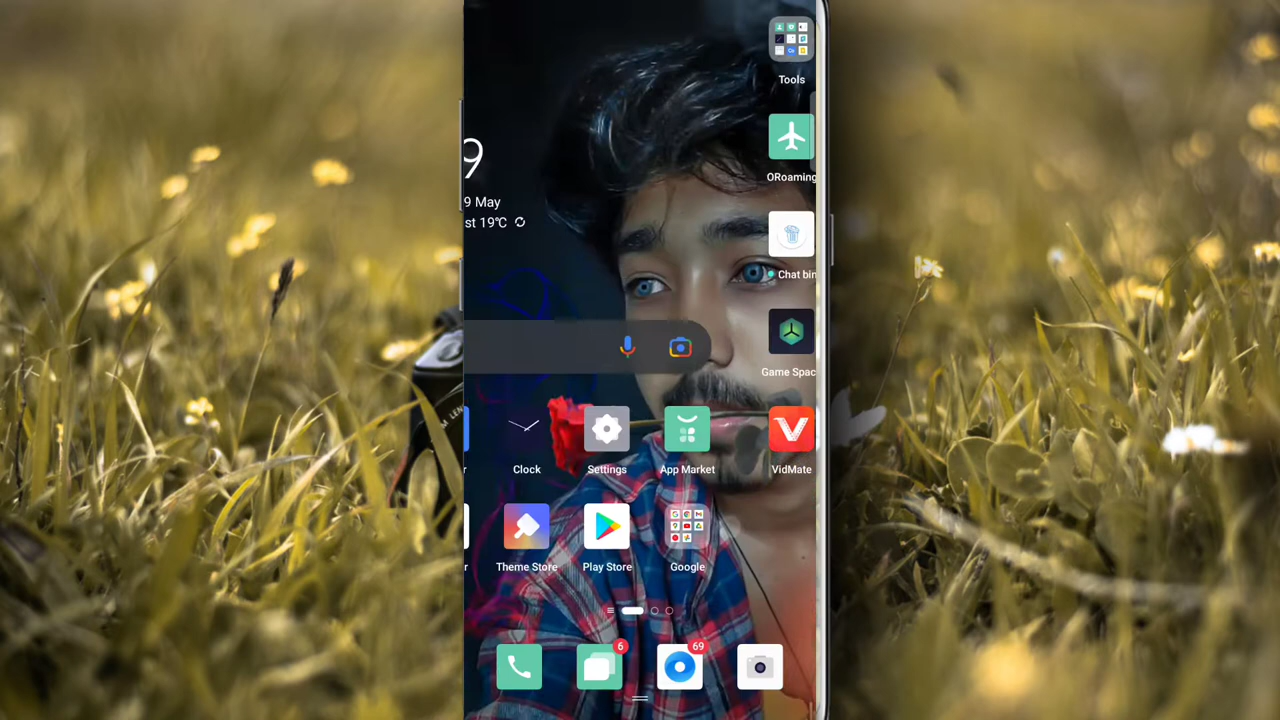 Tools
9
ORoaming
9 May
st 19℃
Chat bin
Game Spac
r
Clock
Settings
App Market
VidMate
r
Theme Store
Play Store
Google
6
69